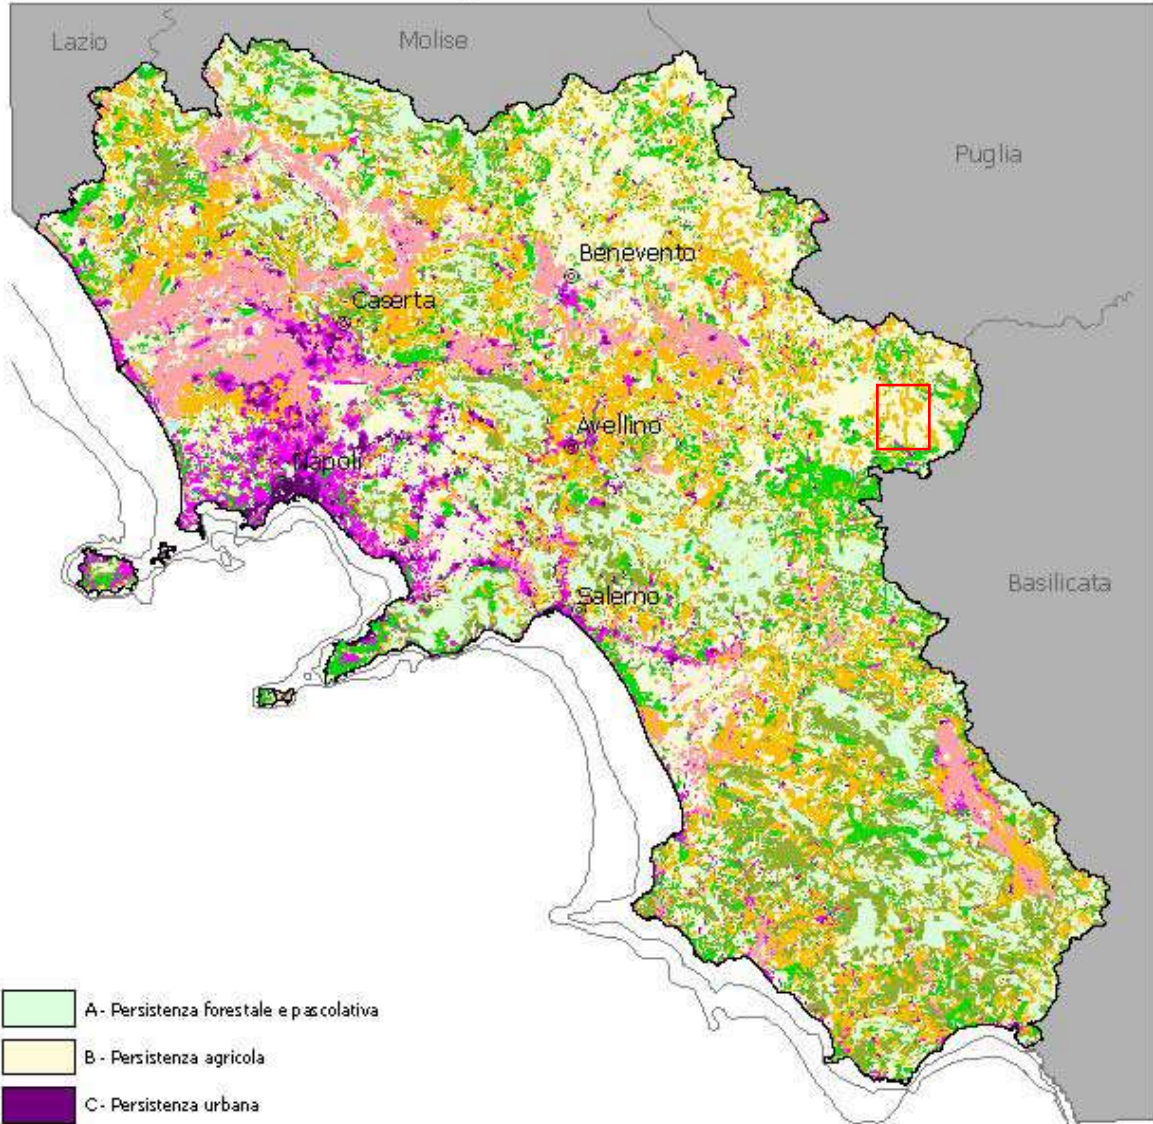 Lazio
Molise
Puglia
Benevento
Caserta
Avellino
Napoli
Basilicata
Salerno
A- Persistenza forestale e pascolativa
B - Persistenza agricola
C- Persistenza urbana